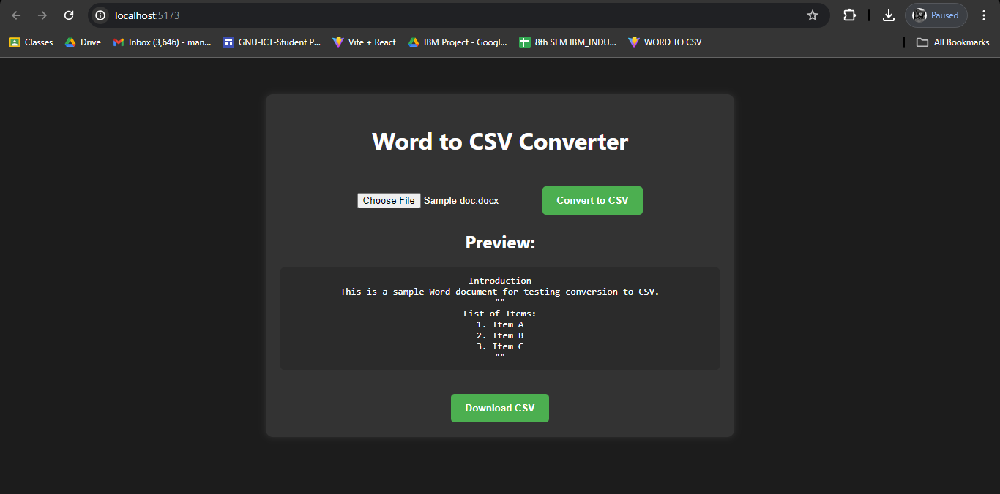 localhost:5173
Paused
Classes Drive Inbox (3,646) - man... GNU-ICT-Student P... Vite + React IBM Project - Googl... 8th SEM IBM_INDU... WORD TO CSV All Bookmarks
Word to CSV Converter
Choose File Sample doc.docx Convert to CSV
Preview:
Introduction
This is a sample Word document for testing conversion to CSV.
""
List of Items:
1. Item A
2. Item B
3. Item C
""
Download CSV